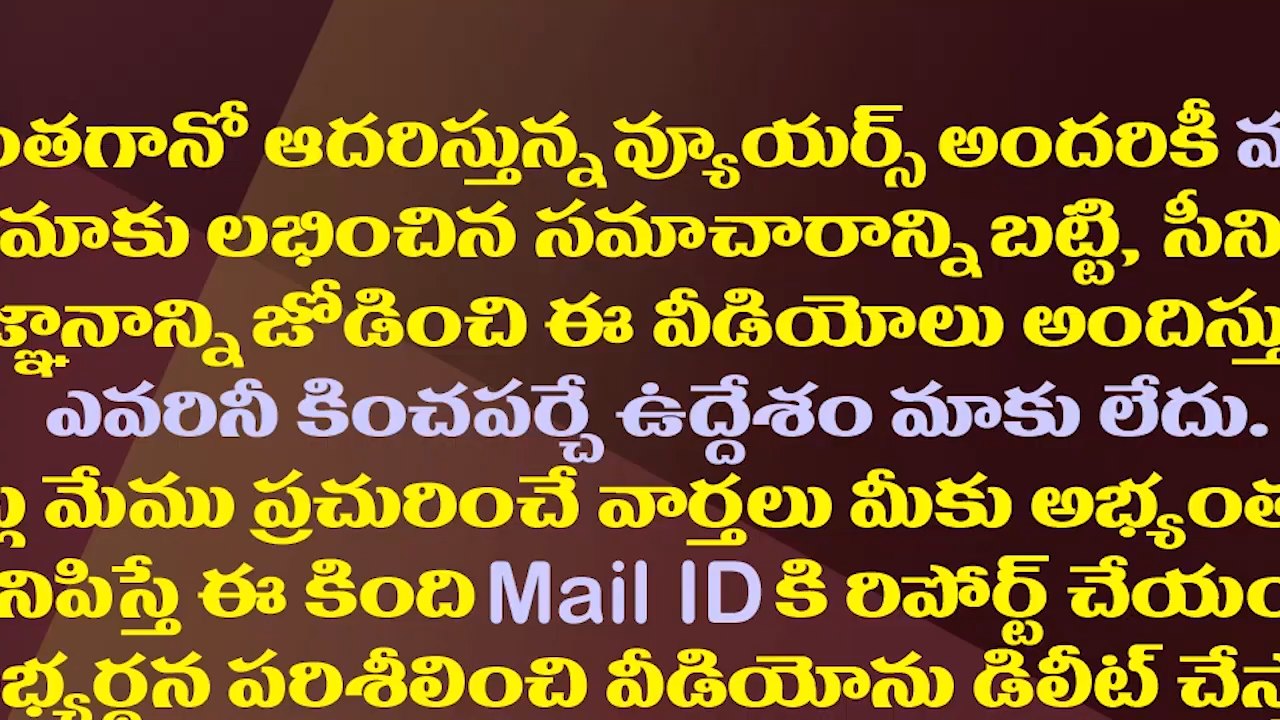 ఆదరిస్తున్న వ్యూయర్స్ అందరికీ
మాకు లభించిన సమాచారాన్ని బట్టి,
జోడించి ఈ వీడియోలు
ఎవరినీ కించపర్చే ఉద్దేశం మాకు లేదు.
మేము ప్రచురించే వార్తలు మీకు
ఈ కింది Mail ID కి రిపోర్ట్
పరిశీలించి వీడియోను డిలీట్